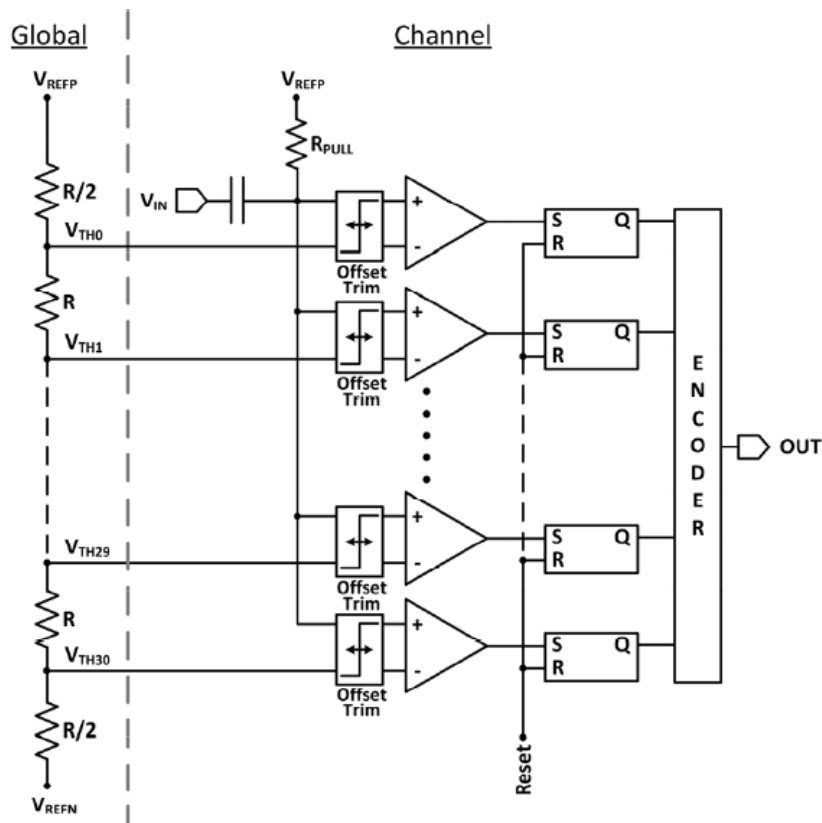 Global
Channel
VREFP
VREFP
RPULL
R/2
VIN
VTH0
+
-
Offset
Trim
S Q
R
R
VTH1
+
-
Offset
Trim
S Q
R
ENCODER
OUT
VTH29
+
-
Offset
Trim
S Q
R
R
VTH30
+
-
Offset
Trim
S Q
R
R/2
VREFN
Reset